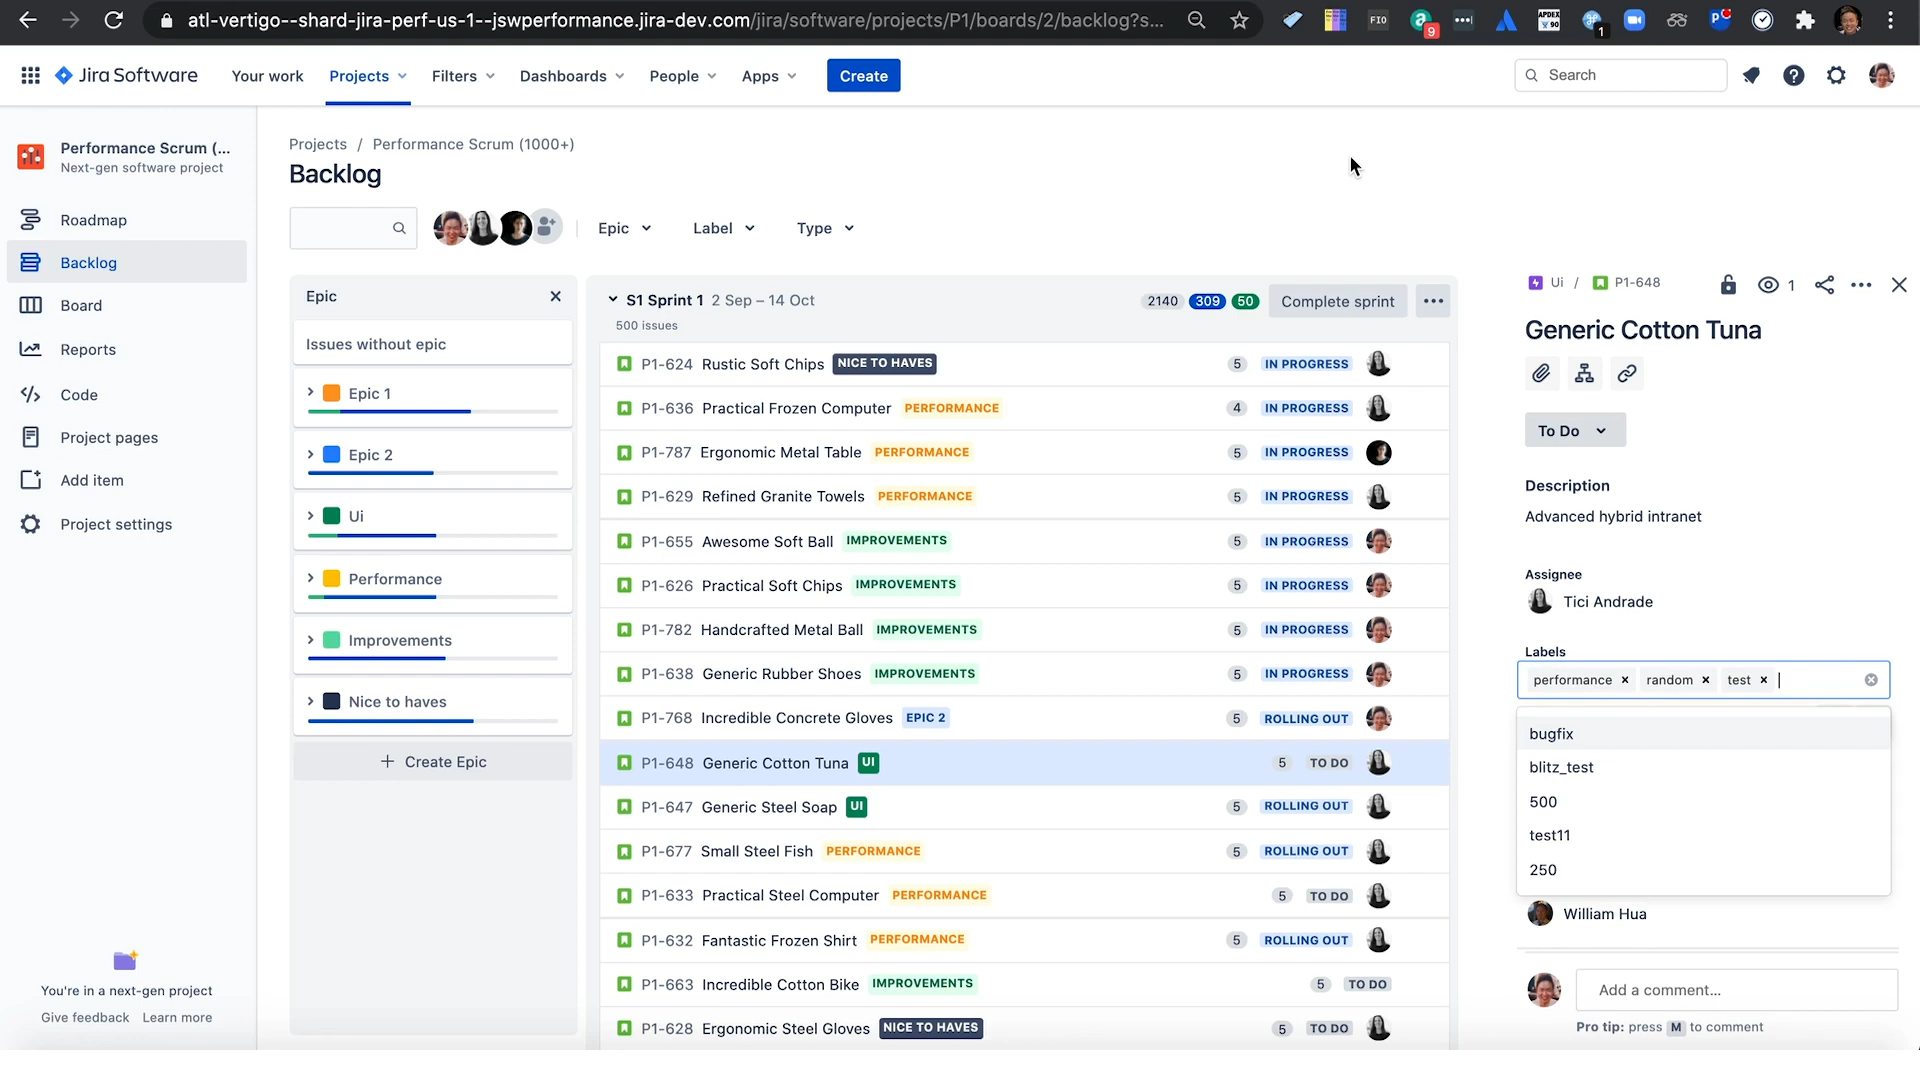 atl-vertigo--shard-jira-perf-us-1--jswperformance.jira-dev.com/jira/software/projects/P1/boards/2/backlog?s...
FIO
9
APDEX
90
1
Jira Software
Your work
Projects
Filters
Dashboards
People
Apps
Create
Search
Performance Scrum (...
Next-gen software project
Roadmap
Backlog
Board
Reports
Code
Project pages
Add item
Project settings
You're in a next-gen project
Give feedback Learn more
Projects / Performance Scrum (1000+)
Backlog
Epic
Label
Type
Epic
Issues without epic
Epic 1
Epic 2
Ui
Performance
Improvements
Nice to haves
+ Create Epic
S1 Sprint 1 2 Sep – 14 Oct
2140 309 50 Complete sprint
500 issues
P1-624 Rustic Soft Chips NICE TO HAVES 5 IN PROGRESS
P1-636 Practical Frozen Computer PERFORMANCE 4 IN PROGRESS
P1-787 Ergonomic Metal Table PERFORMANCE 5 IN PROGRESS
P1-629 Refined Granite Towels PERFORMANCE 5 IN PROGRESS
P1-655 Awesome Soft Ball IMPROVEMENTS 5 IN PROGRESS
P1-626 Practical Soft Chips IMPROVEMENTS 5 IN PROGRESS
P1-782 Handcrafted Metal Ball IMPROVEMENTS 5 IN PROGRESS
P1-638 Generic Rubber Shoes IMPROVEMENTS 5 IN PROGRESS
P1-768 Incredible Concrete Gloves EPIC 2 5 ROLLING OUT
P1-648 Generic Cotton Tuna UI 5 TO DO
P1-647 Generic Steel Soap UI 5 ROLLING OUT
P1-677 Small Steel Fish PERFORMANCE 5 ROLLING OUT
P1-633 Practical Steel Computer PERFORMANCE 5 TO DO
P1-632 Fantastic Frozen Shirt PERFORMANCE 5 ROLLING OUT
P1-663 Incredible Cotton Bike IMPROVEMENTS 5 TO DO
P1-628 Ergonomic Steel Gloves NICE TO HAVES 5 TO DO
Ui / P1-648
1
Generic Cotton Tuna
To Do
Description
Advanced hybrid intranet
Assignee
Tici Andrade
Labels
performance random test
bugfix
blitz_test
500
test11
250
William Hua
Add a comment...
Pro tip: press M to comment